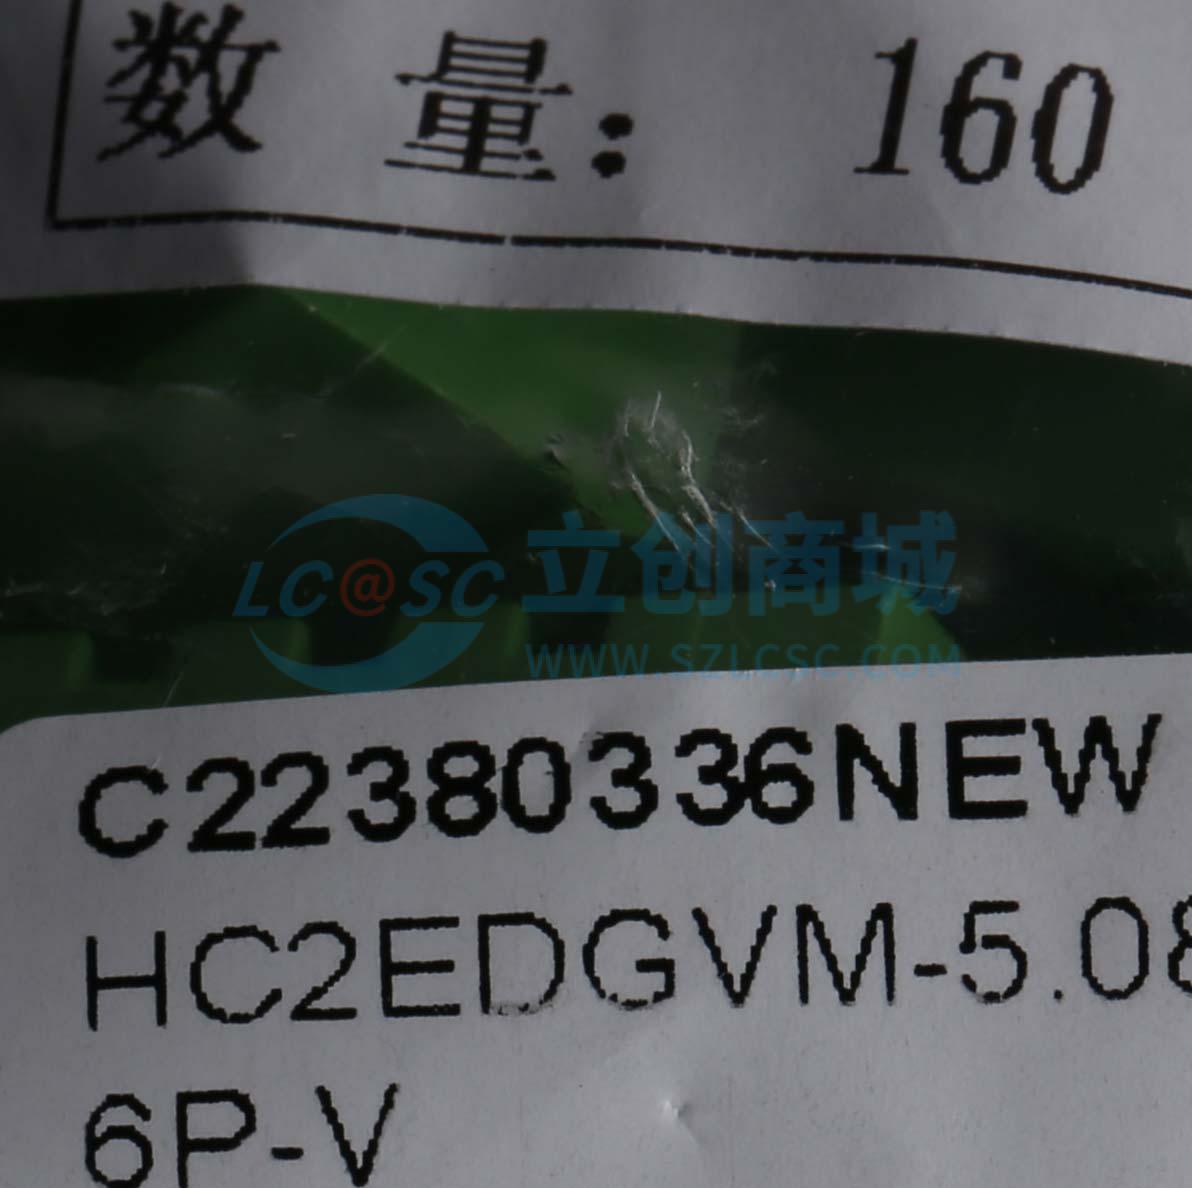 数量： 160
LC@SC 立创商城
WWW.SZLCSC.COM
C22380336NEW
HC2EDGVM-5.08
6P-V